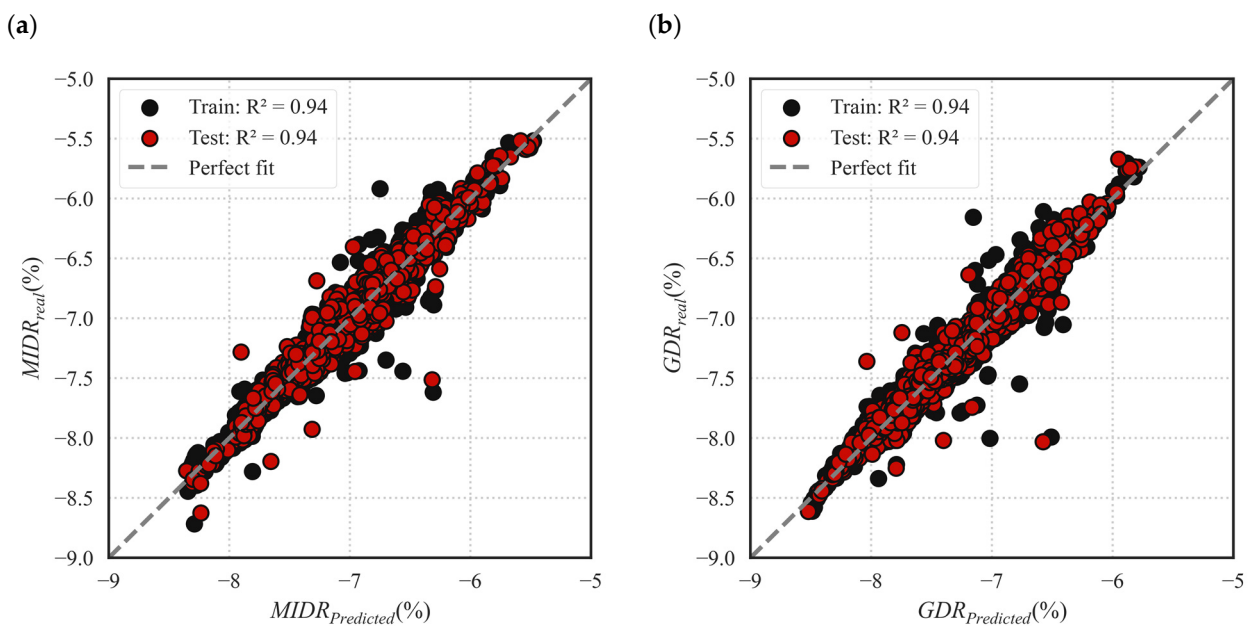 (a)
(b)
−5.0
−5.5
−6.0
−6.5
−7.0
−7.5
−8.0
−8.5
−9.0
MIDR_real(%)
Train: R² = 0.94
Test: R² = 0.94
Perfect fit
−9
−8
−7
−6
−5
MIDR_Predicted(%)
−5.0
−5.5
−6.0
−6.5
−7.0
−7.5
−8.0
−8.5
−9.0
GDR_real(%)
Train: R² = 0.94
Test: R² = 0.94
Perfect fit
−9
−8
−7
−6
−5
GDR_Predicted(%)